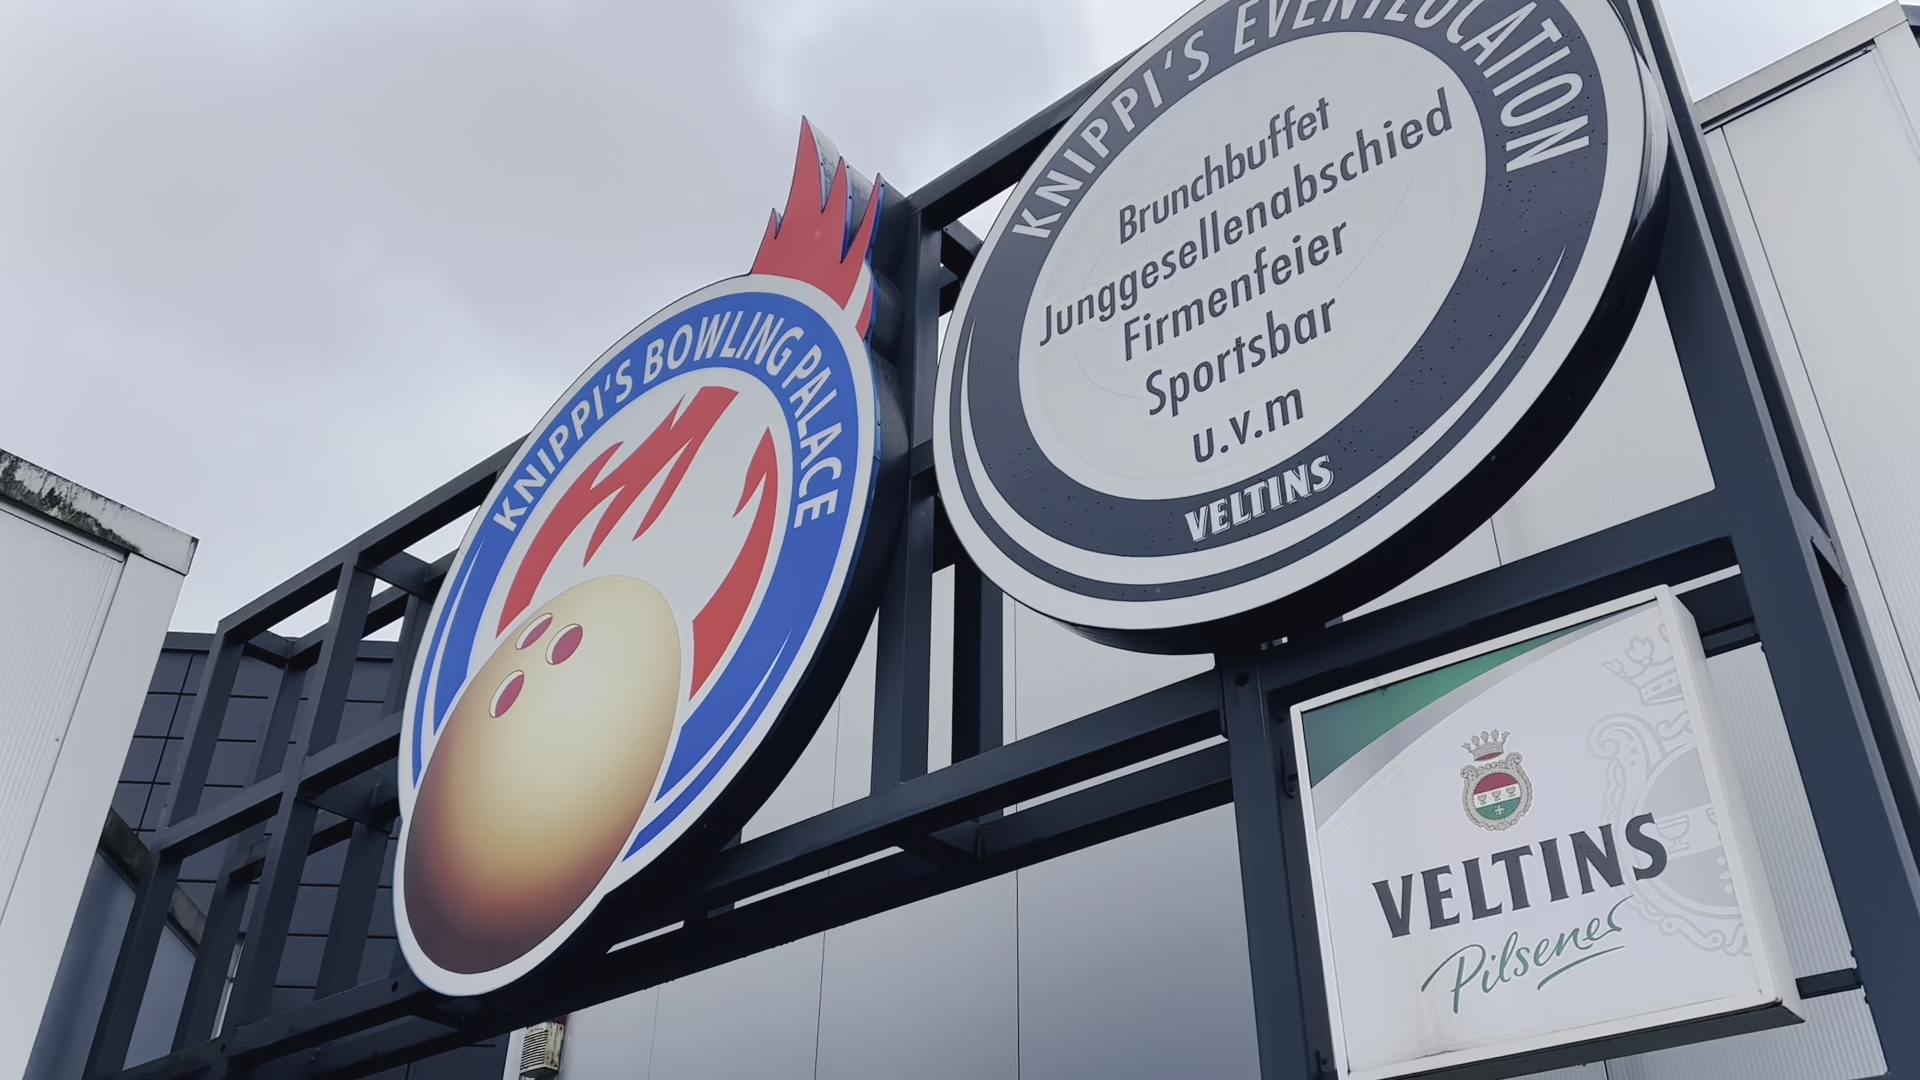 KNIPPI'S BOWLING PALACE
KNIPPI'S EVENTLOCATION
Brunchbuffet
Junggesellenabschied
Firmenfeier
Sportsbar
u.v.m
VELTINS
VELTINS
Pilsener